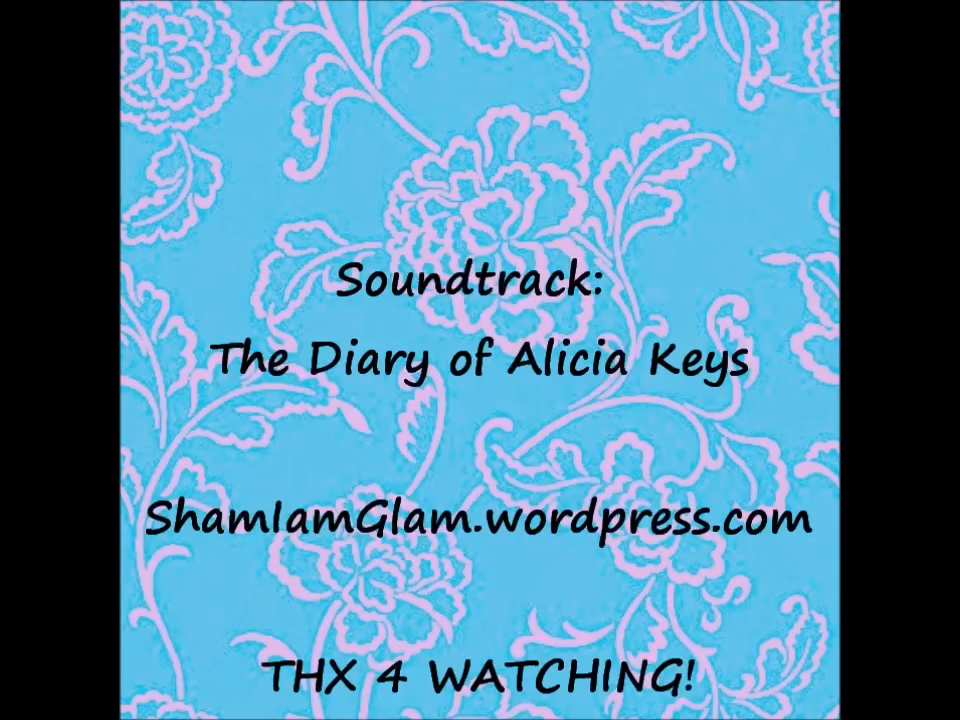 Soundtrack:
The Diary of Alicia Keys
ShamIamGlam.wordpress.com
THX 4 WATCHING!